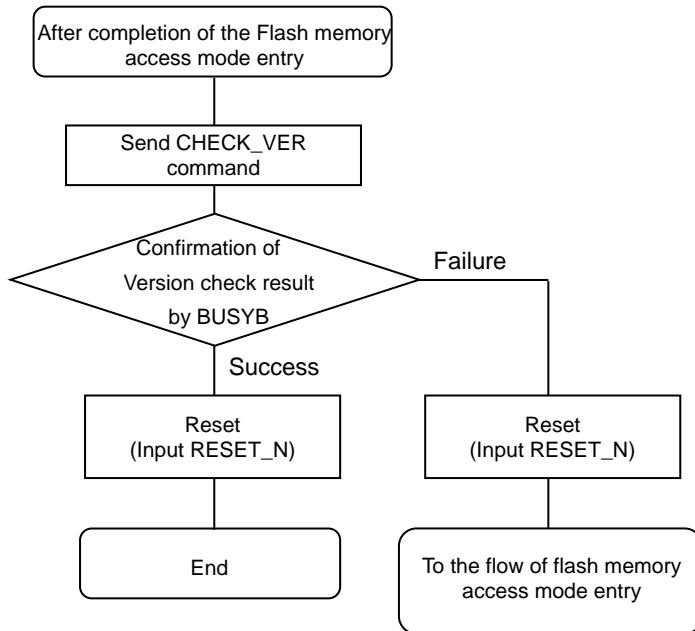 After completion of the Flash memory
access mode entry
Send CHECK_VER
command
Confirmation of
Version check result
by BUSYB
Failure
Success
Reset
(Input RESET_N)
Reset
(Input RESET_N)
End
To the flow of flash memory
access mode entry